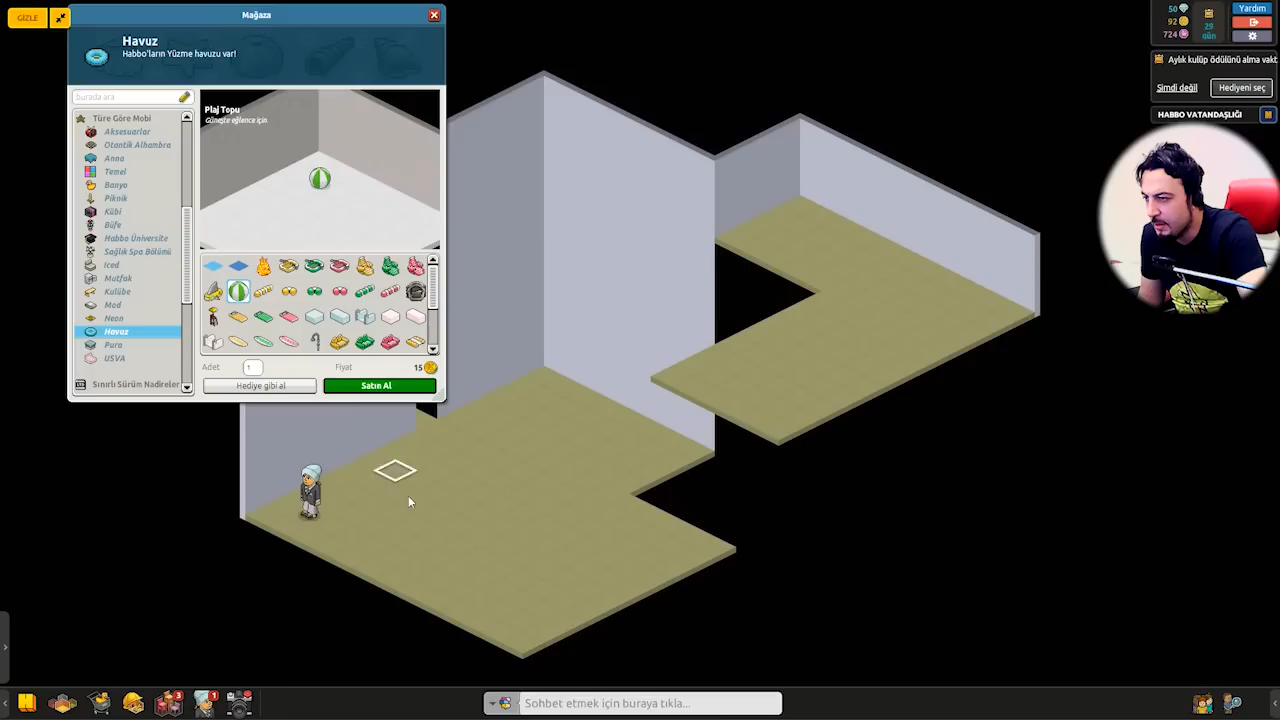 GİZLE
Mağaza
Havuz
Habbo'ların Yüzme havuzu var!
burada ara
Türe Göre Mobi
Aksesuarlar
Otantik Alhambra
Anna
Temel
Banyo
Piknik
Kübi
Büfe
Habbo Üniversite
Sağlık Spa Bölümü
Iced
Mutfak
Kulübe
Mod
Neon
Havuz
Pura
USVA
Sınırlı Sürüm Nadireler
Plaj Topu
Güneşte eğlence için.
Adet
1
Fiyat
15
Hediye gibi al
Satın Al
50
92
724
29
gün
Yardım
Aylık kulüp ödülünü alma vakt
Şimdi değil
Hediyeni seç
HABBO VATANDAŞLIĞI
3
1
Sohbet etmek için buraya tıkla...